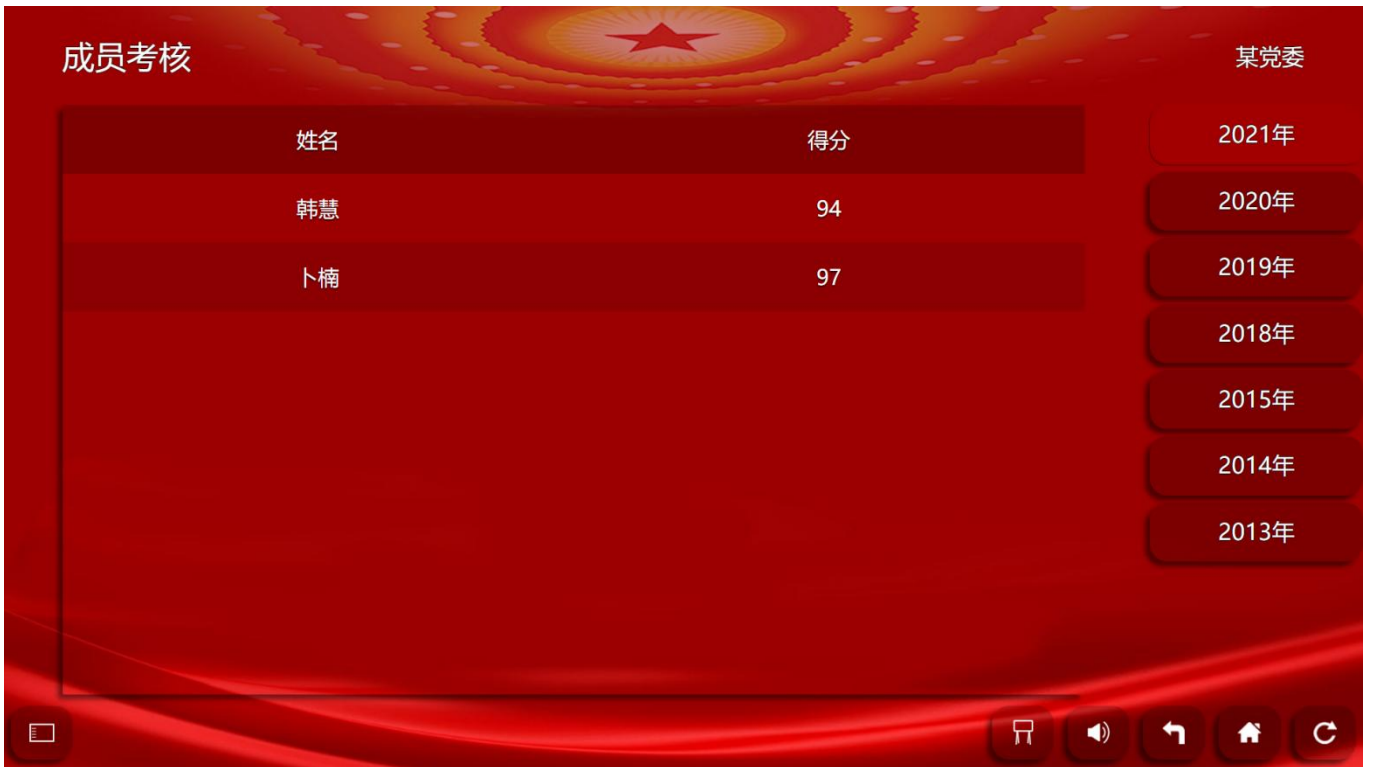 成员考核
某党委
姓名 得分
韩慧 94
卜楠 97
2021年
2020年
2019年
2018年
2015年
2014年
2013年